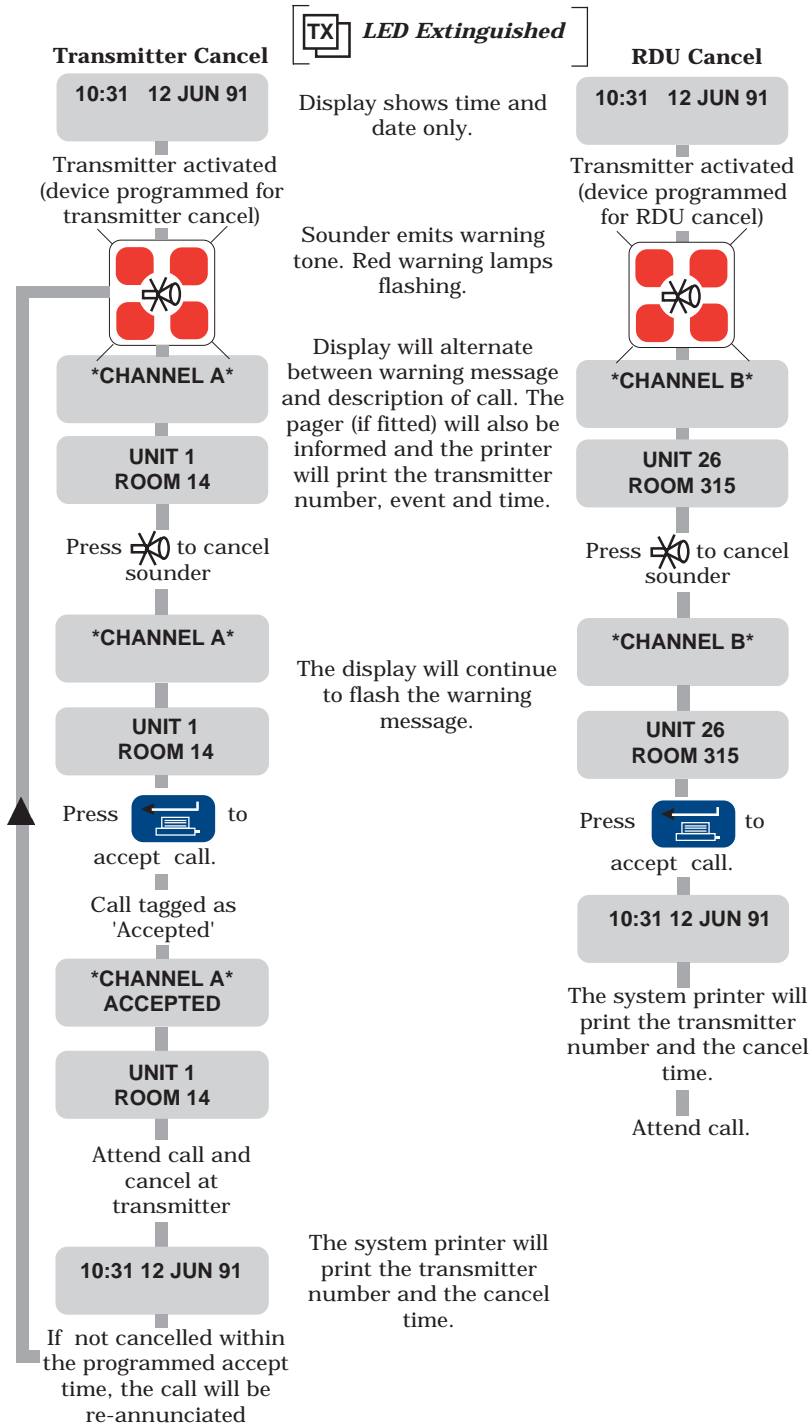 TX
LED Extinguished
Transmitter Cancel
10:31 12 JUN 91
Transmitter activated
(device programmed for
transmitter cancel)
*CHANNEL A*
UNIT 1
ROOM 14
Press to cancel
sounder
*CHANNEL A*
UNIT 1
ROOM 14
Press to
accept call.
Call tagged as
'Accepted'
*CHANNEL A*
ACCEPTED
UNIT 1
ROOM 14
Attend call and
cancel at
transmitter
10:31 12 JUN 91
If not cancelled within
the programmed accept
time, the call will be
re-annunciated
Display shows time and
date only.
Sounder emits warning
tone. Red warning lamps
flashing.
Display will alternate
between warning message
and description of call. The
pager (if fitted) will also be
informed and the printer
will print the transmitter
number, event and time.
The display will continue
to flash the warning
message.
The system printer will
print the transmitter
number and the cancel
time.
RDU Cancel
10:31 12 JUN 91
Transmitter activated
(device programmed
for RDU cancel)
*CHANNEL B*
UNIT 26
ROOM 315
Press to cancel
sounder
*CHANNEL B*
UNIT 26
ROOM 315
Press to
accept call.
10:31 12 JUN 91
The system printer will
print the transmitter
number and the cancel
time.
Attend call.